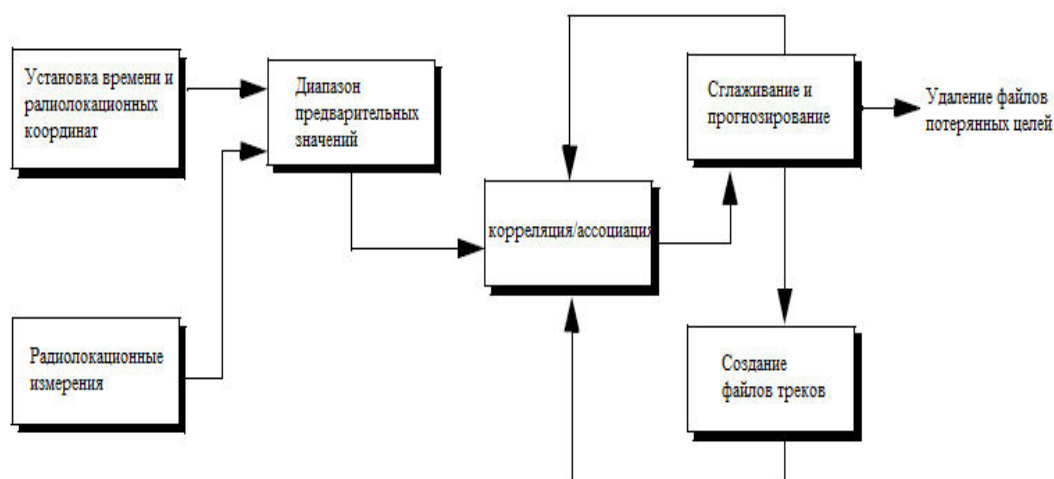 Установка времени и
ралиолокационных
координат
Диапазон
предварительных
значений
Сглаживание и
прогнозирование
Удаление файлов
потерянных целей
корреляция/ассоциация
Радиолокационные
измерения
Создание
файлов треков